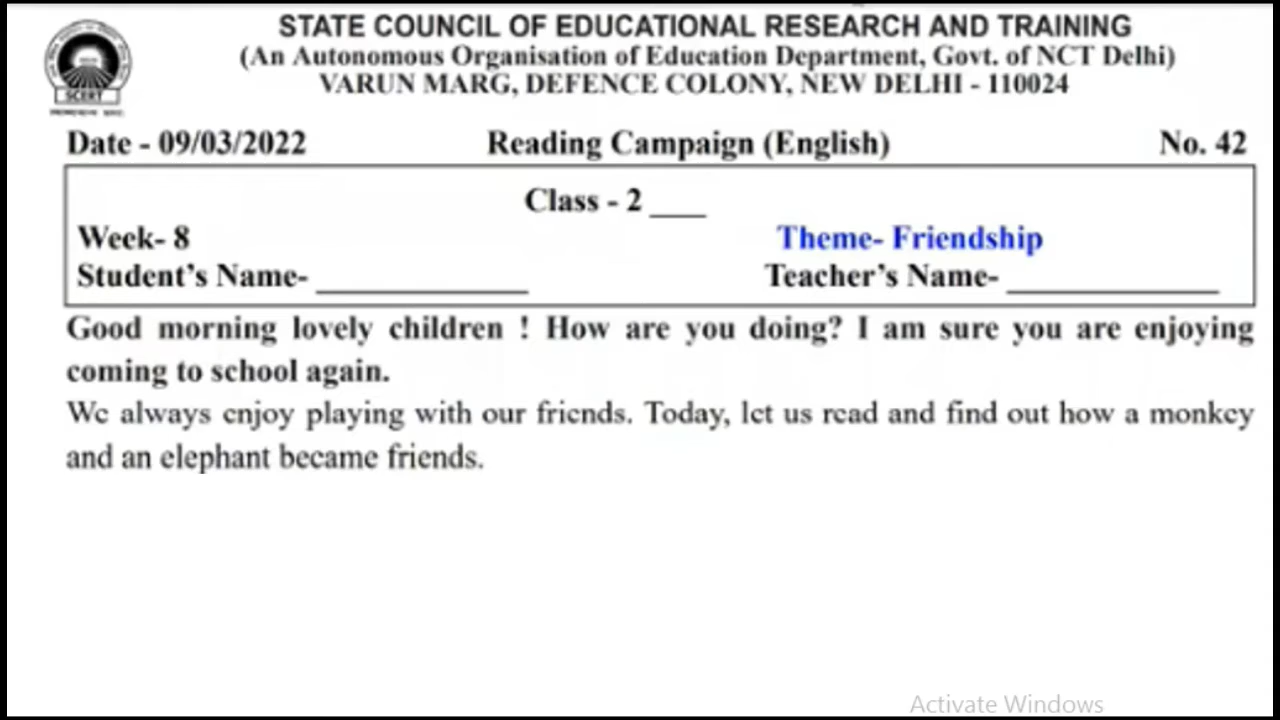 STATE COUNCIL OF EDUCATIONAL RESEARCH AND TRAINING
(An Autonomous Organisation of Education Department, Govt. of NCT Delhi)
VARUN MARG, DEFENCE COLONY, NEW DELHI - 110024
SCERT
Date - 09/03/2022 Reading Campaign (English) No. 42
Class - 2 ___
Week- 8 Theme- Friendship
Student's Name- ____________ Teacher's Name- ____________
Good morning lovely children ! How are you doing? I am sure you are enjoying
coming to school again.
We always enjoy playing with our friends. Today, let us read and find out how a monkey
and an elephant became friends.
Activate Windows